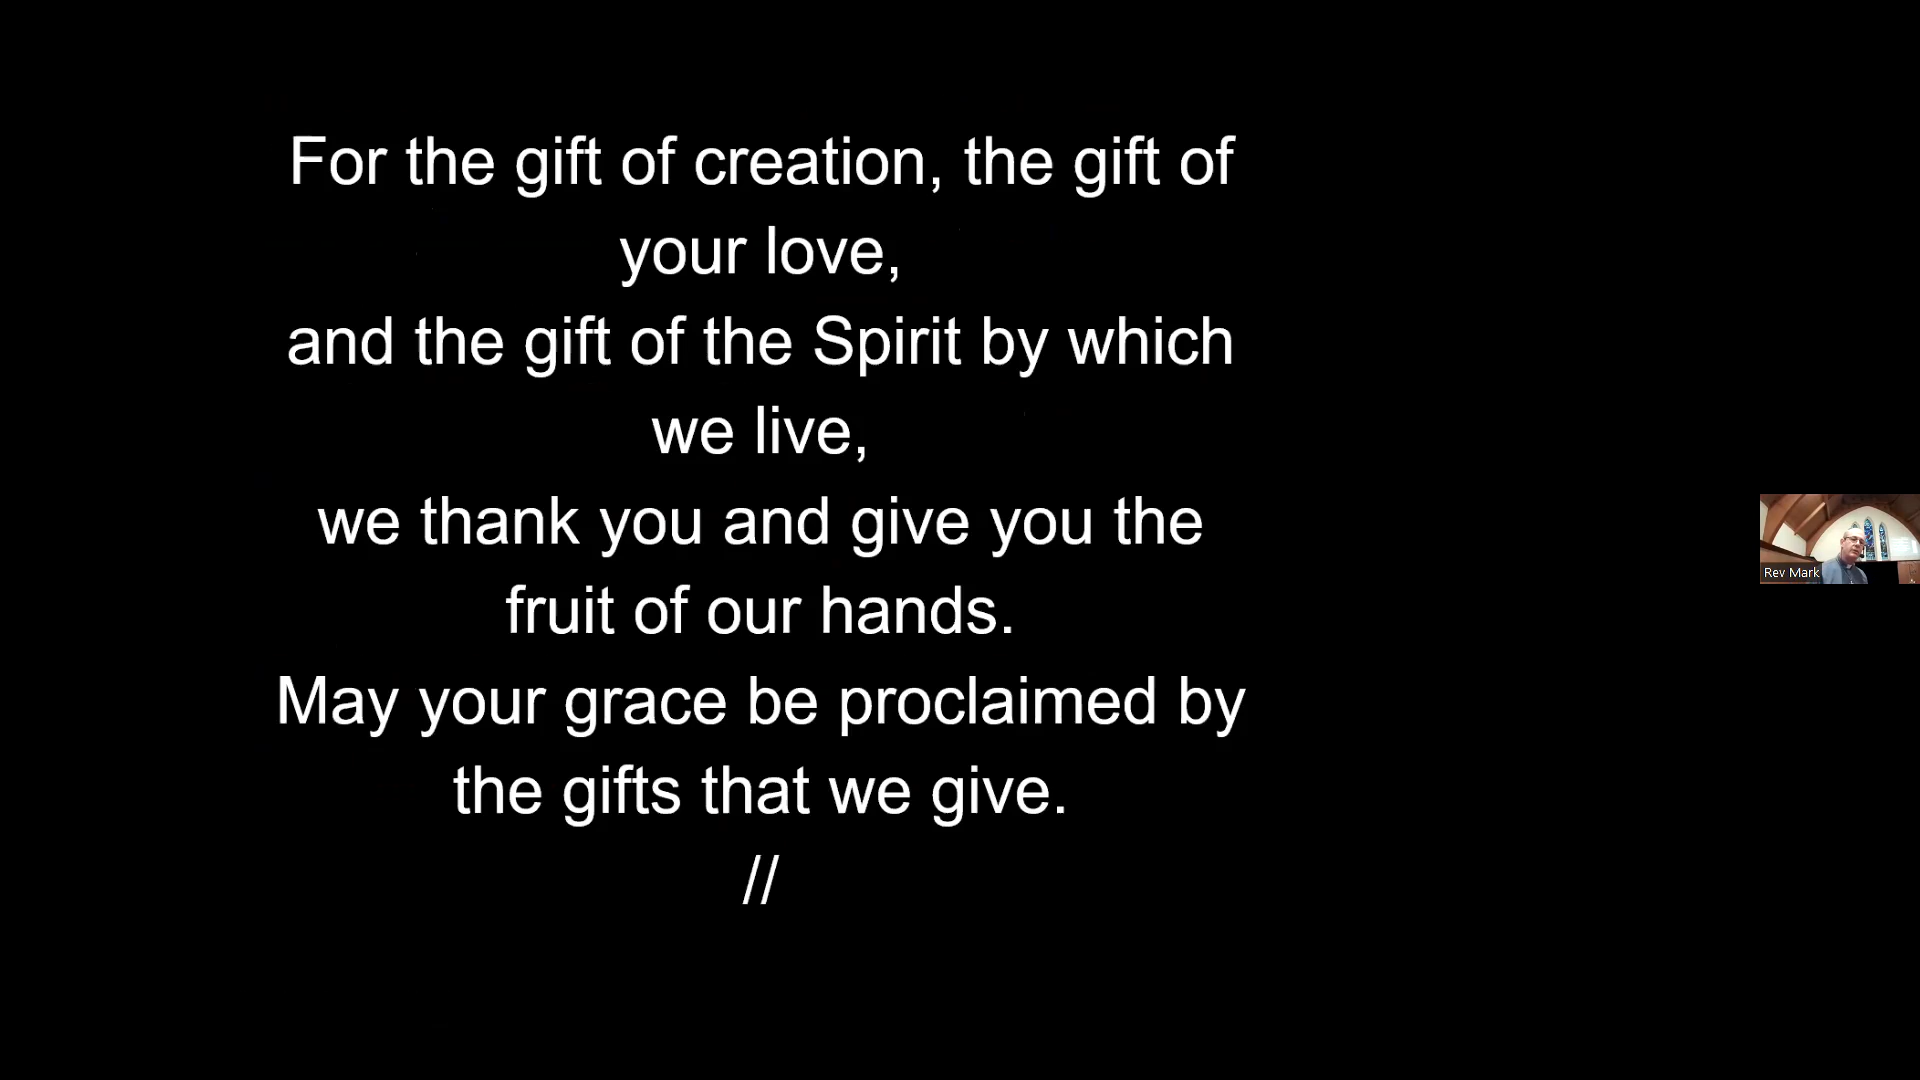 For the gift of creation, the gift of
your love,
and the gift of the Spirit by which
we live,
we thank you and give you the
fruit of our hands.
May your grace be proclaimed by
the gifts that we give.
//
Rev Mark